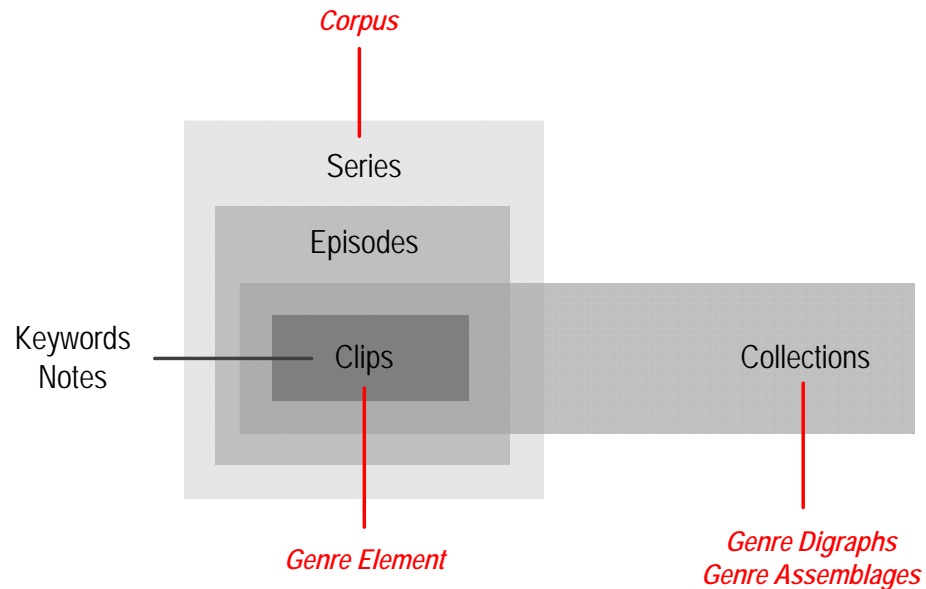 Corpus
Series
Episodes
Keywords
Notes
Clips
Collections
Genre Element
Genre Digraphs
Genre Assemblages